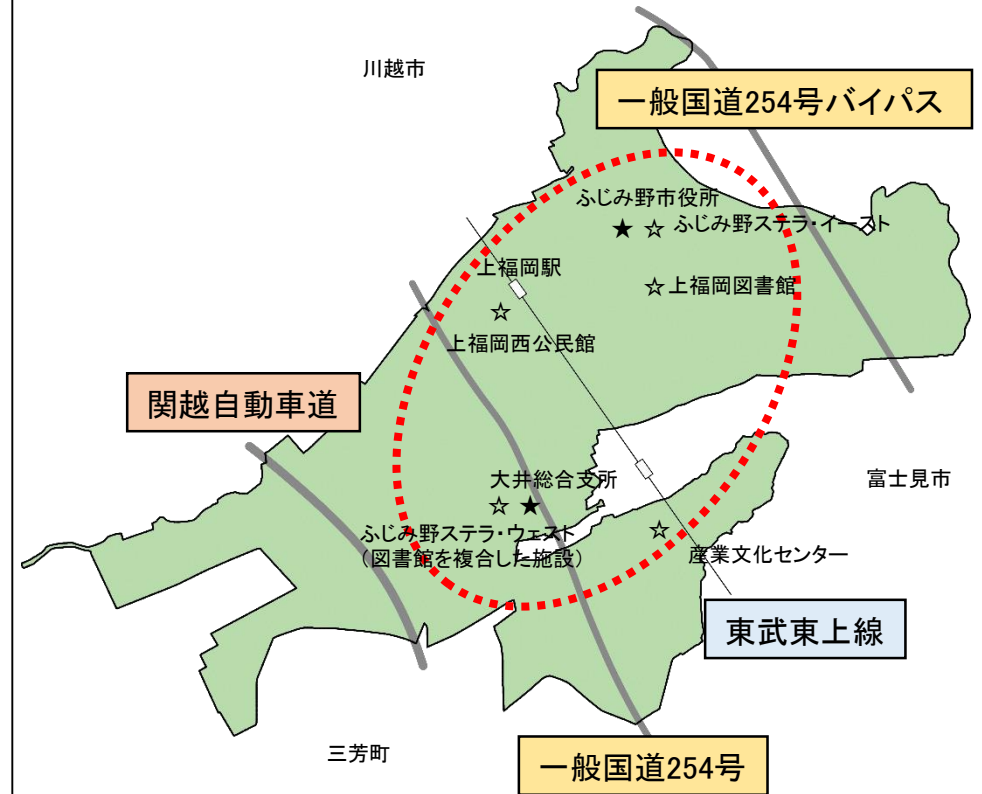 川越市
一般国道254号バイパス
ふじみ野市役所
★ ☆ ふじみ野ステラ・イースト
上福岡駅
☆上福岡図書館
☆
上福岡西公民館
関越自動車道
大井総合支所
☆ ★
富士見市
ふじみ野ステラ・ウェスト
（図書館を複合した施設）
☆
産業文化センター
東武東上線
三芳町
一般国道254号